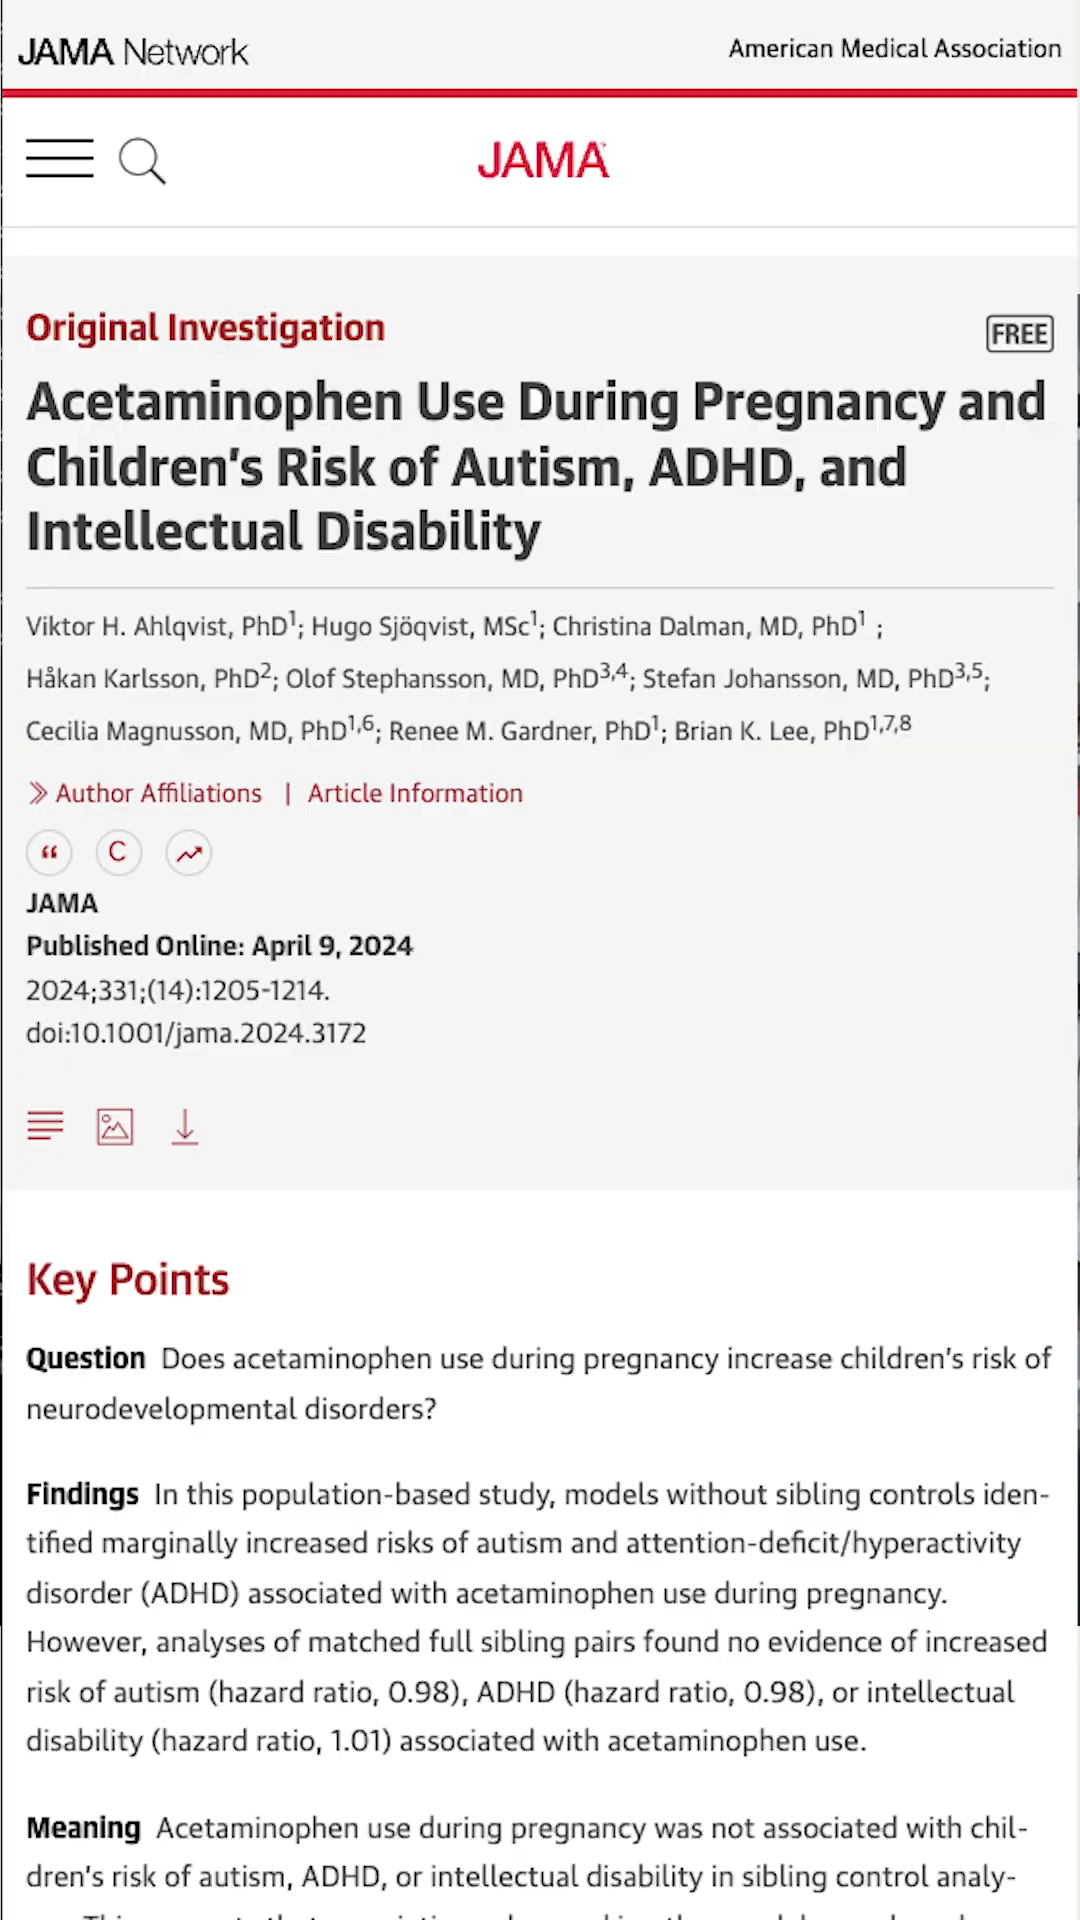 JAMA Network
American Medical Association
JAMA
Original Investigation
FREE
Acetaminophen Use During Pregnancy and
Children's Risk of Autism, ADHD, and
Intellectual Disability
Viktor H. Ahlqvist, PhD1; Hugo Sjöqvist, MSc1; Christina Dalman, MD, PhD1 ;
Håkan Karlsson, PhD2; Olof Stephansson, MD, PhD3,4; Stefan Johansson, MD, PhD3,5;
Cecilia Magnusson, MD, PhD1,6; Renee M. Gardner, PhD1; Brian K. Lee, PhD1,7,8
Author Affiliations | Article Information
C
JAMA
Published Online: April 9, 2024
2024;331;(14):1205-1214.
doi:10.1001/jama.2024.3172
Key Points
Question Does acetaminophen use during pregnancy increase children's risk of
neurodevelopmental disorders?
Findings In this population-based study, models without sibling controls iden-
tified marginally increased risks of autism and attention-deficit/hyperactivity
disorder (ADHD) associated with acetaminophen use during pregnancy.
However, analyses of matched full sibling pairs found no evidence of increased
risk of autism (hazard ratio, 0.98), ADHD (hazard ratio, 0.98), or intellectual
disability (hazard ratio, 1.01) associated with acetaminophen use.
Meaning Acetaminophen use during pregnancy was not associated with chil-
dren's risk of autism, ADHD, or intellectual disability in sibling control analy-